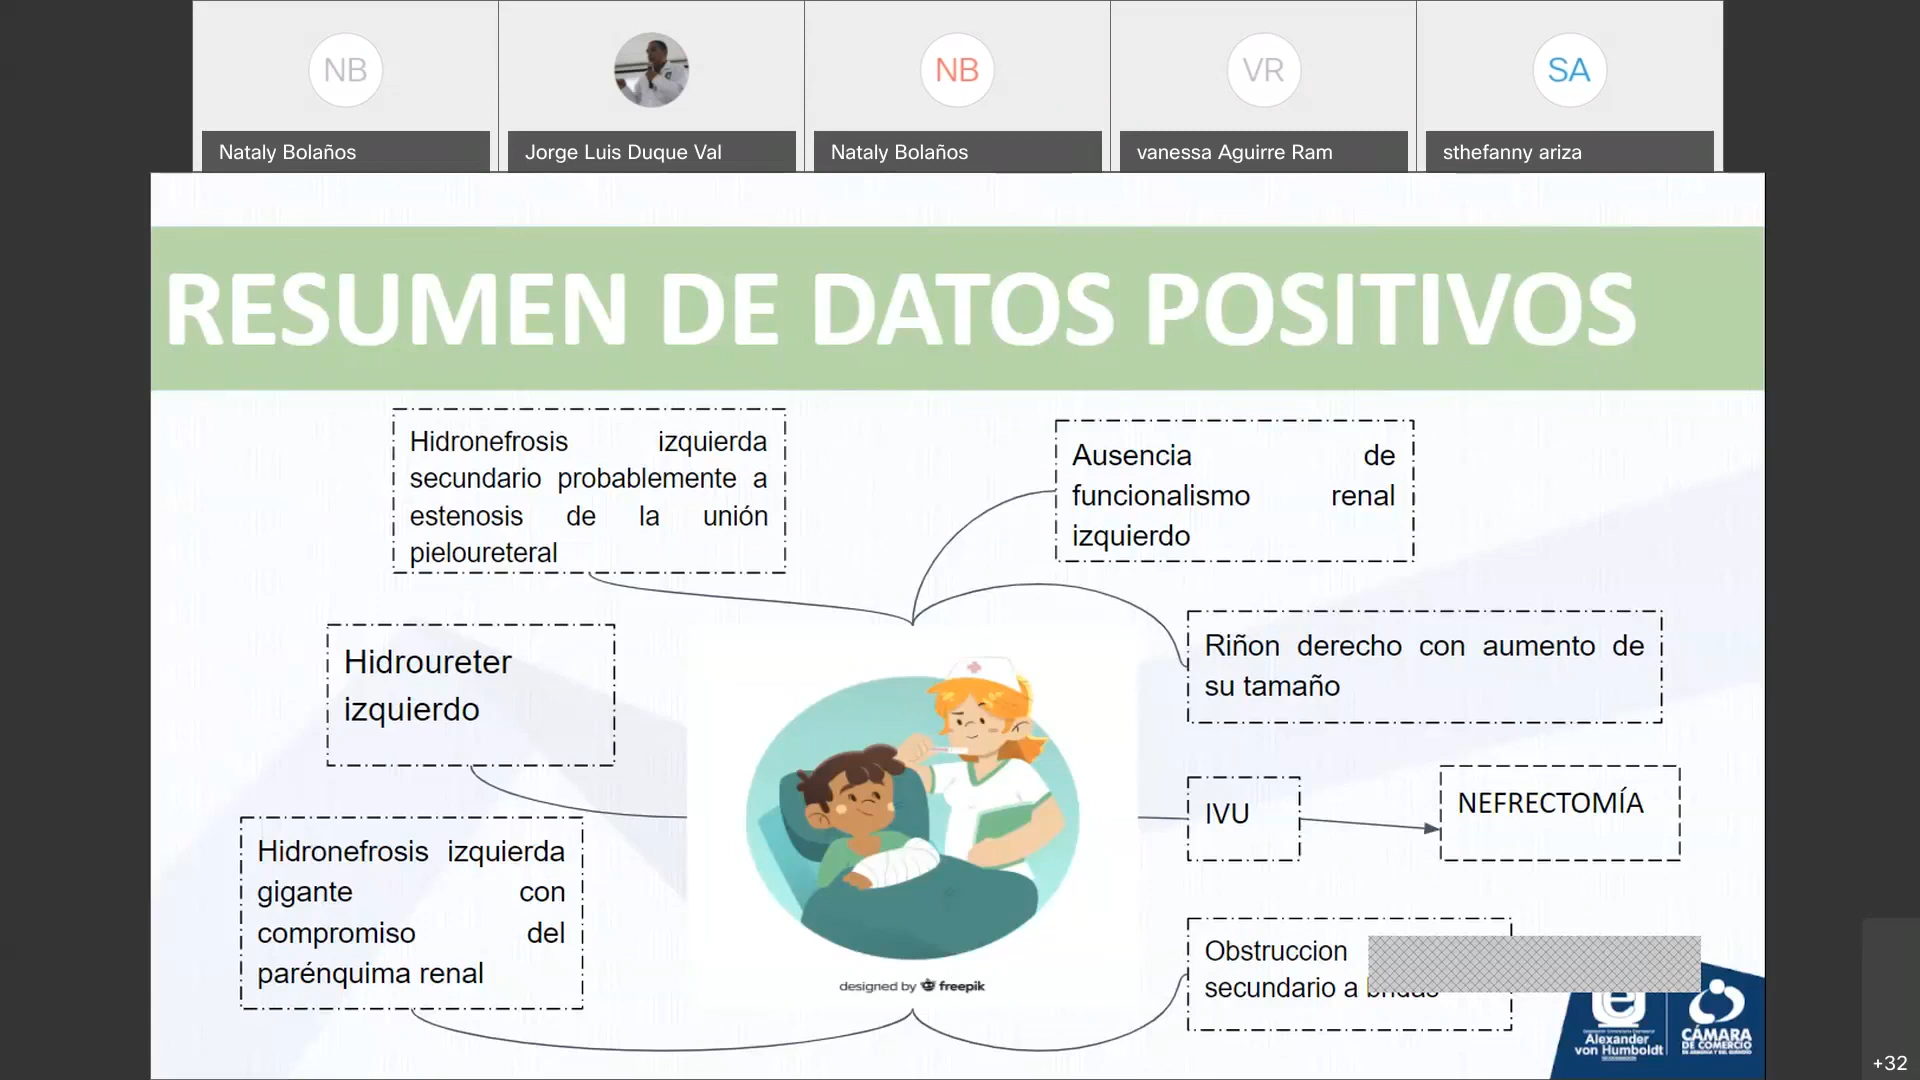 NB
NB
VR
SA
Nataly Bolaños
Jorge Luis Duque Val
Nataly Bolaños
vanessa Aguirre Ram
sthefanny ariza
RESUMEN DE DATOS POSITIVOS
Hidronefrosis izquierda
secundario probablemente a
estenosis de la unión
pieloureteral
Ausencia de
funcionalismo renal
izquierdo
Hidroureter
izquierdo
Riñon derecho con aumento de
su tamaño
Hidronefrosis izquierda
gigante con
compromiso del
parénquima renal
IVU
NEFRECTOMÍA
Obstruccion
secundario a
designed by freepik
Alexander
von Humboldt
CÁMARA
DE COMERCIO
+32